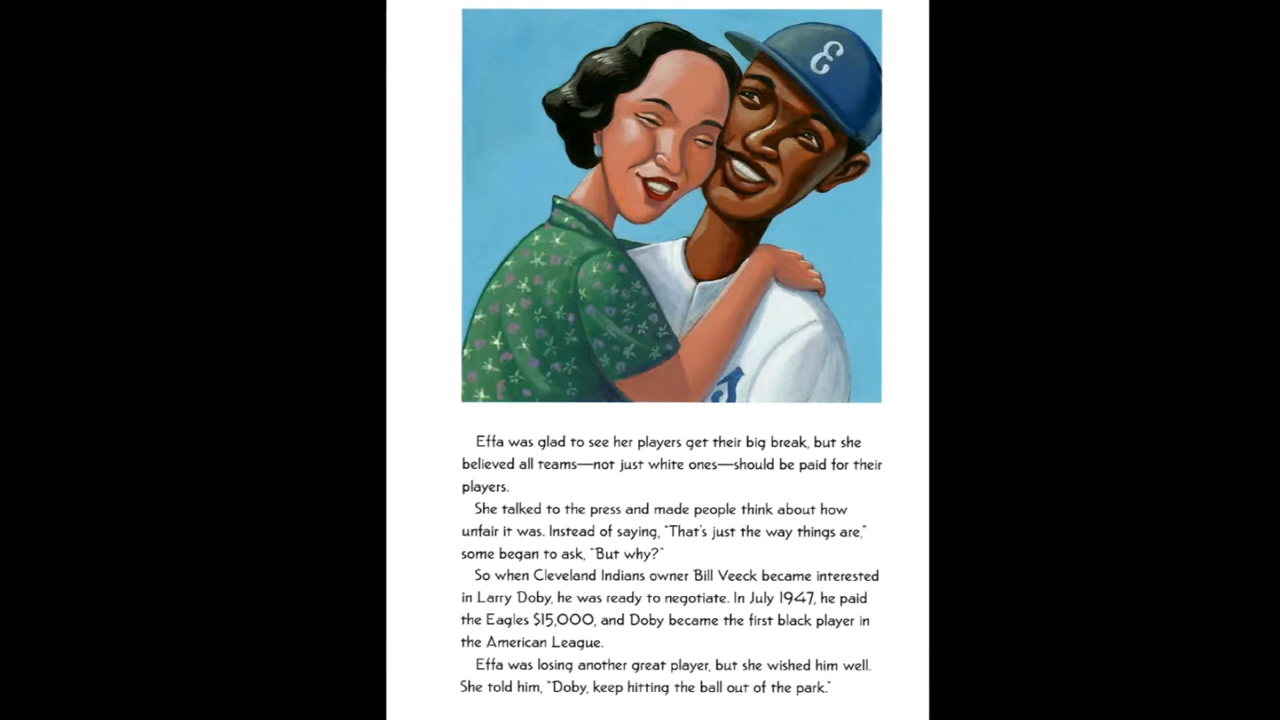 E
Effa was glad to see her players get their big break, but she
believed all teams—not just white ones—should be paid for their
players.
She talked to the press and made people think about how
unfair it was. Instead of saying, "That's just the way things are,"
some began to ask, "But why?"
So when Cleveland Indians owner Bill Veeck became interested
in Larry Doby, he was ready to negotiate. In July 1947, he paid
the Eagles $15,000, and Doby became the first black player in
the American League.
Effa was losing another great player, but she wished him well.
She told him, "Doby, keep hitting the ball out of the park."